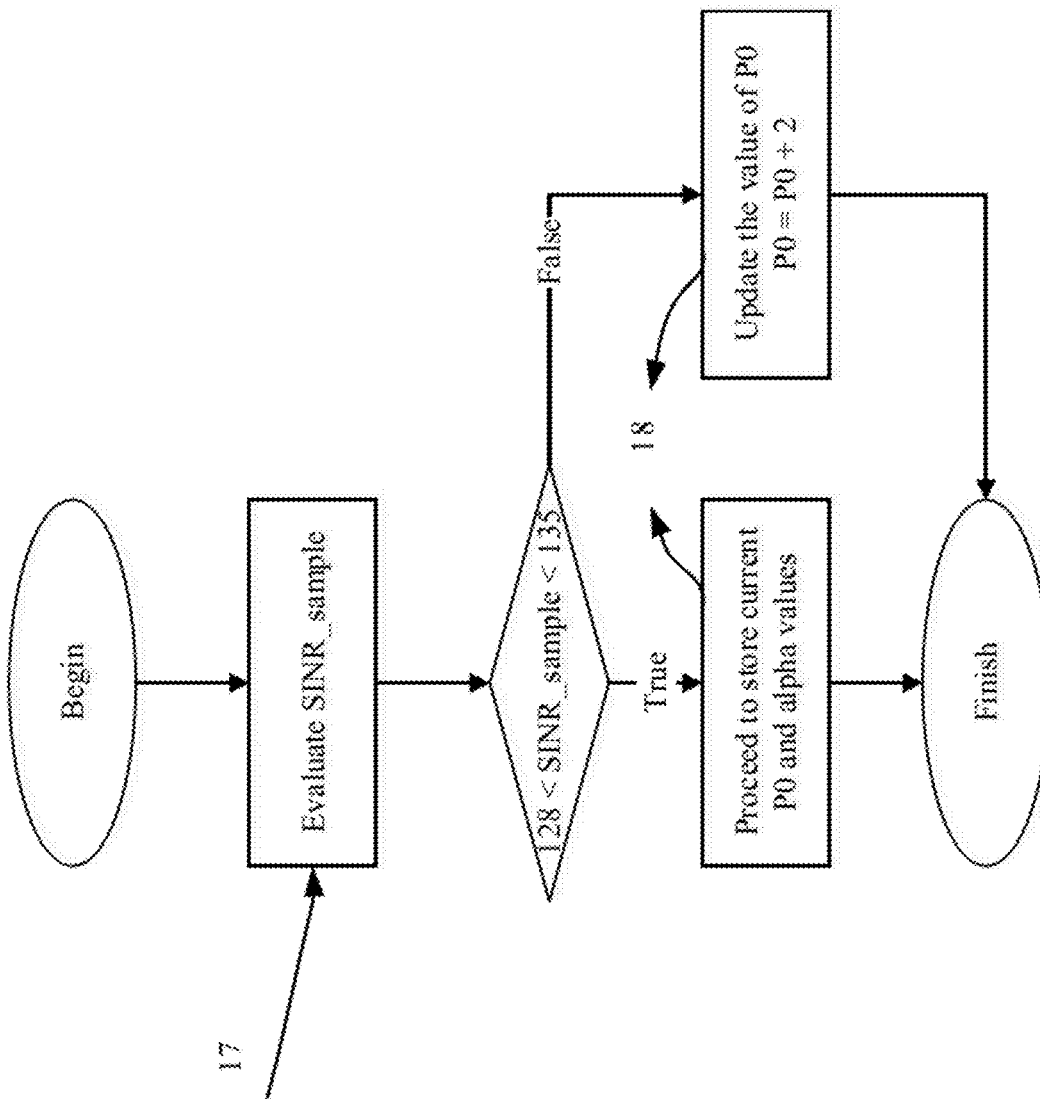 Begin
17
Evaluate SINR_sample
128 < SINR_sample < 135
False
True
18
Proceed to store current
P0 and alpha values
Update the value of P0
P0 = P0 + 2
Finish